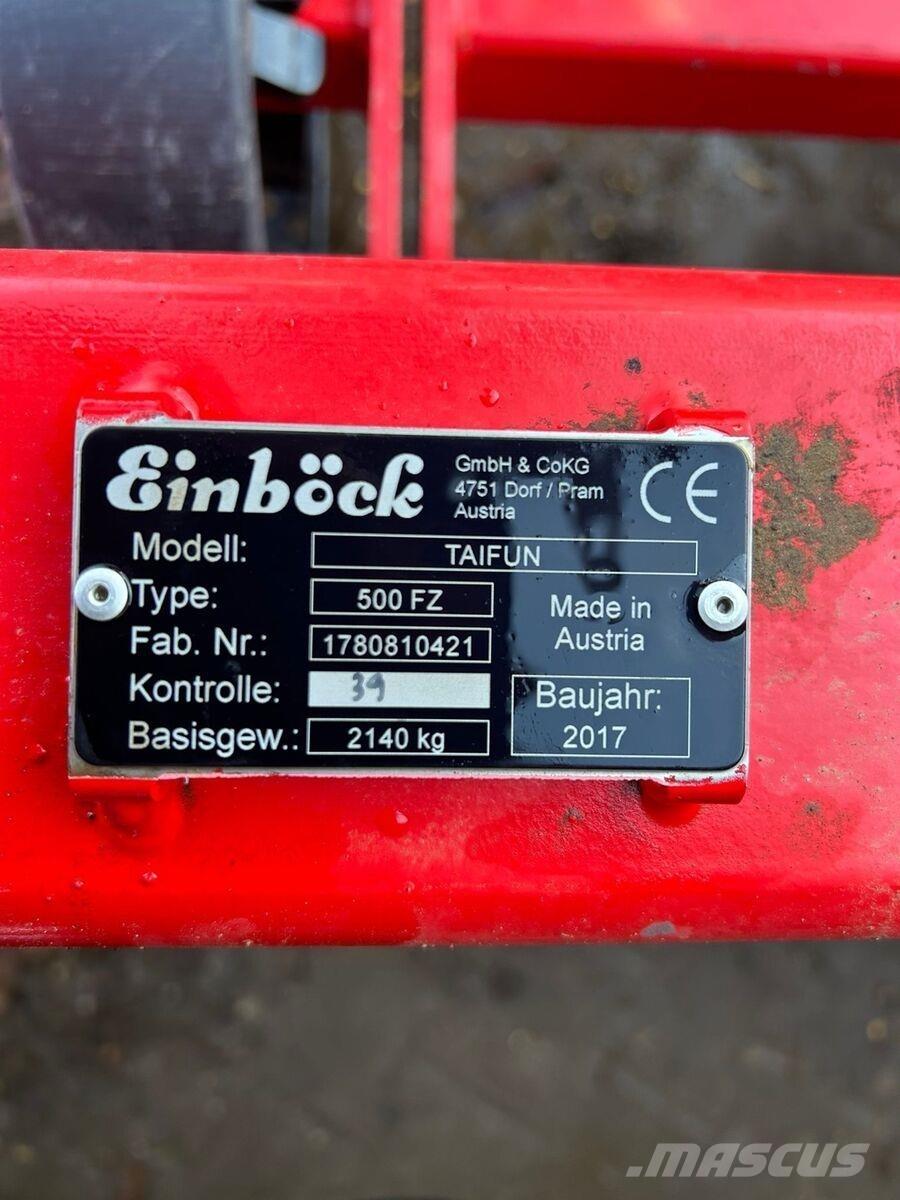 Einböck
GmbH & CoKG
4751 Dorf / Pram
Austria
CE
Modell: TAIFUN
Type: 500 FZ
Fab. Nr.: 1780810421
Kontrolle: 39
Basisgew.: 2140 kg
Made in
Austria
Baujahr:
2017
MASCUS